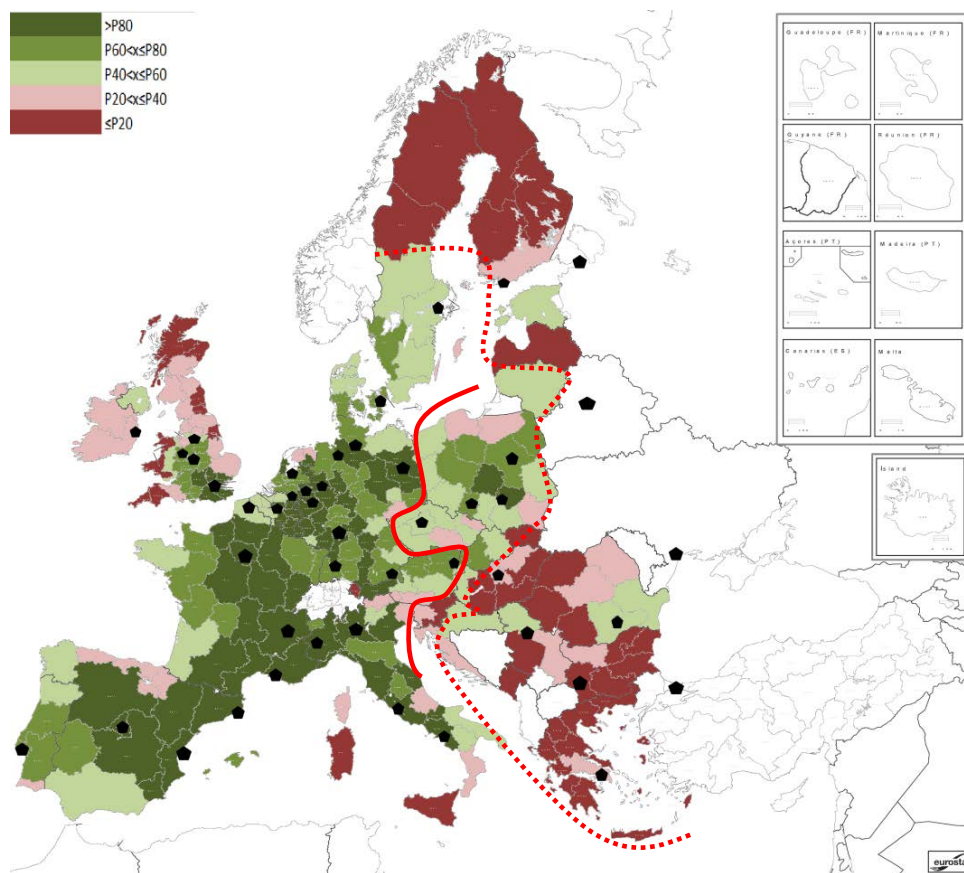 >P80
P60<x≤P80
P40<x≤P60
P20<x≤P40
≤P20
Guadeloupe (FR)
Martinique (FR)
Guyane (FR)
Réunion (FR)
Açores (PT)
Madeira (PT)
Canarias (ES)
Malta
Island
eurosta